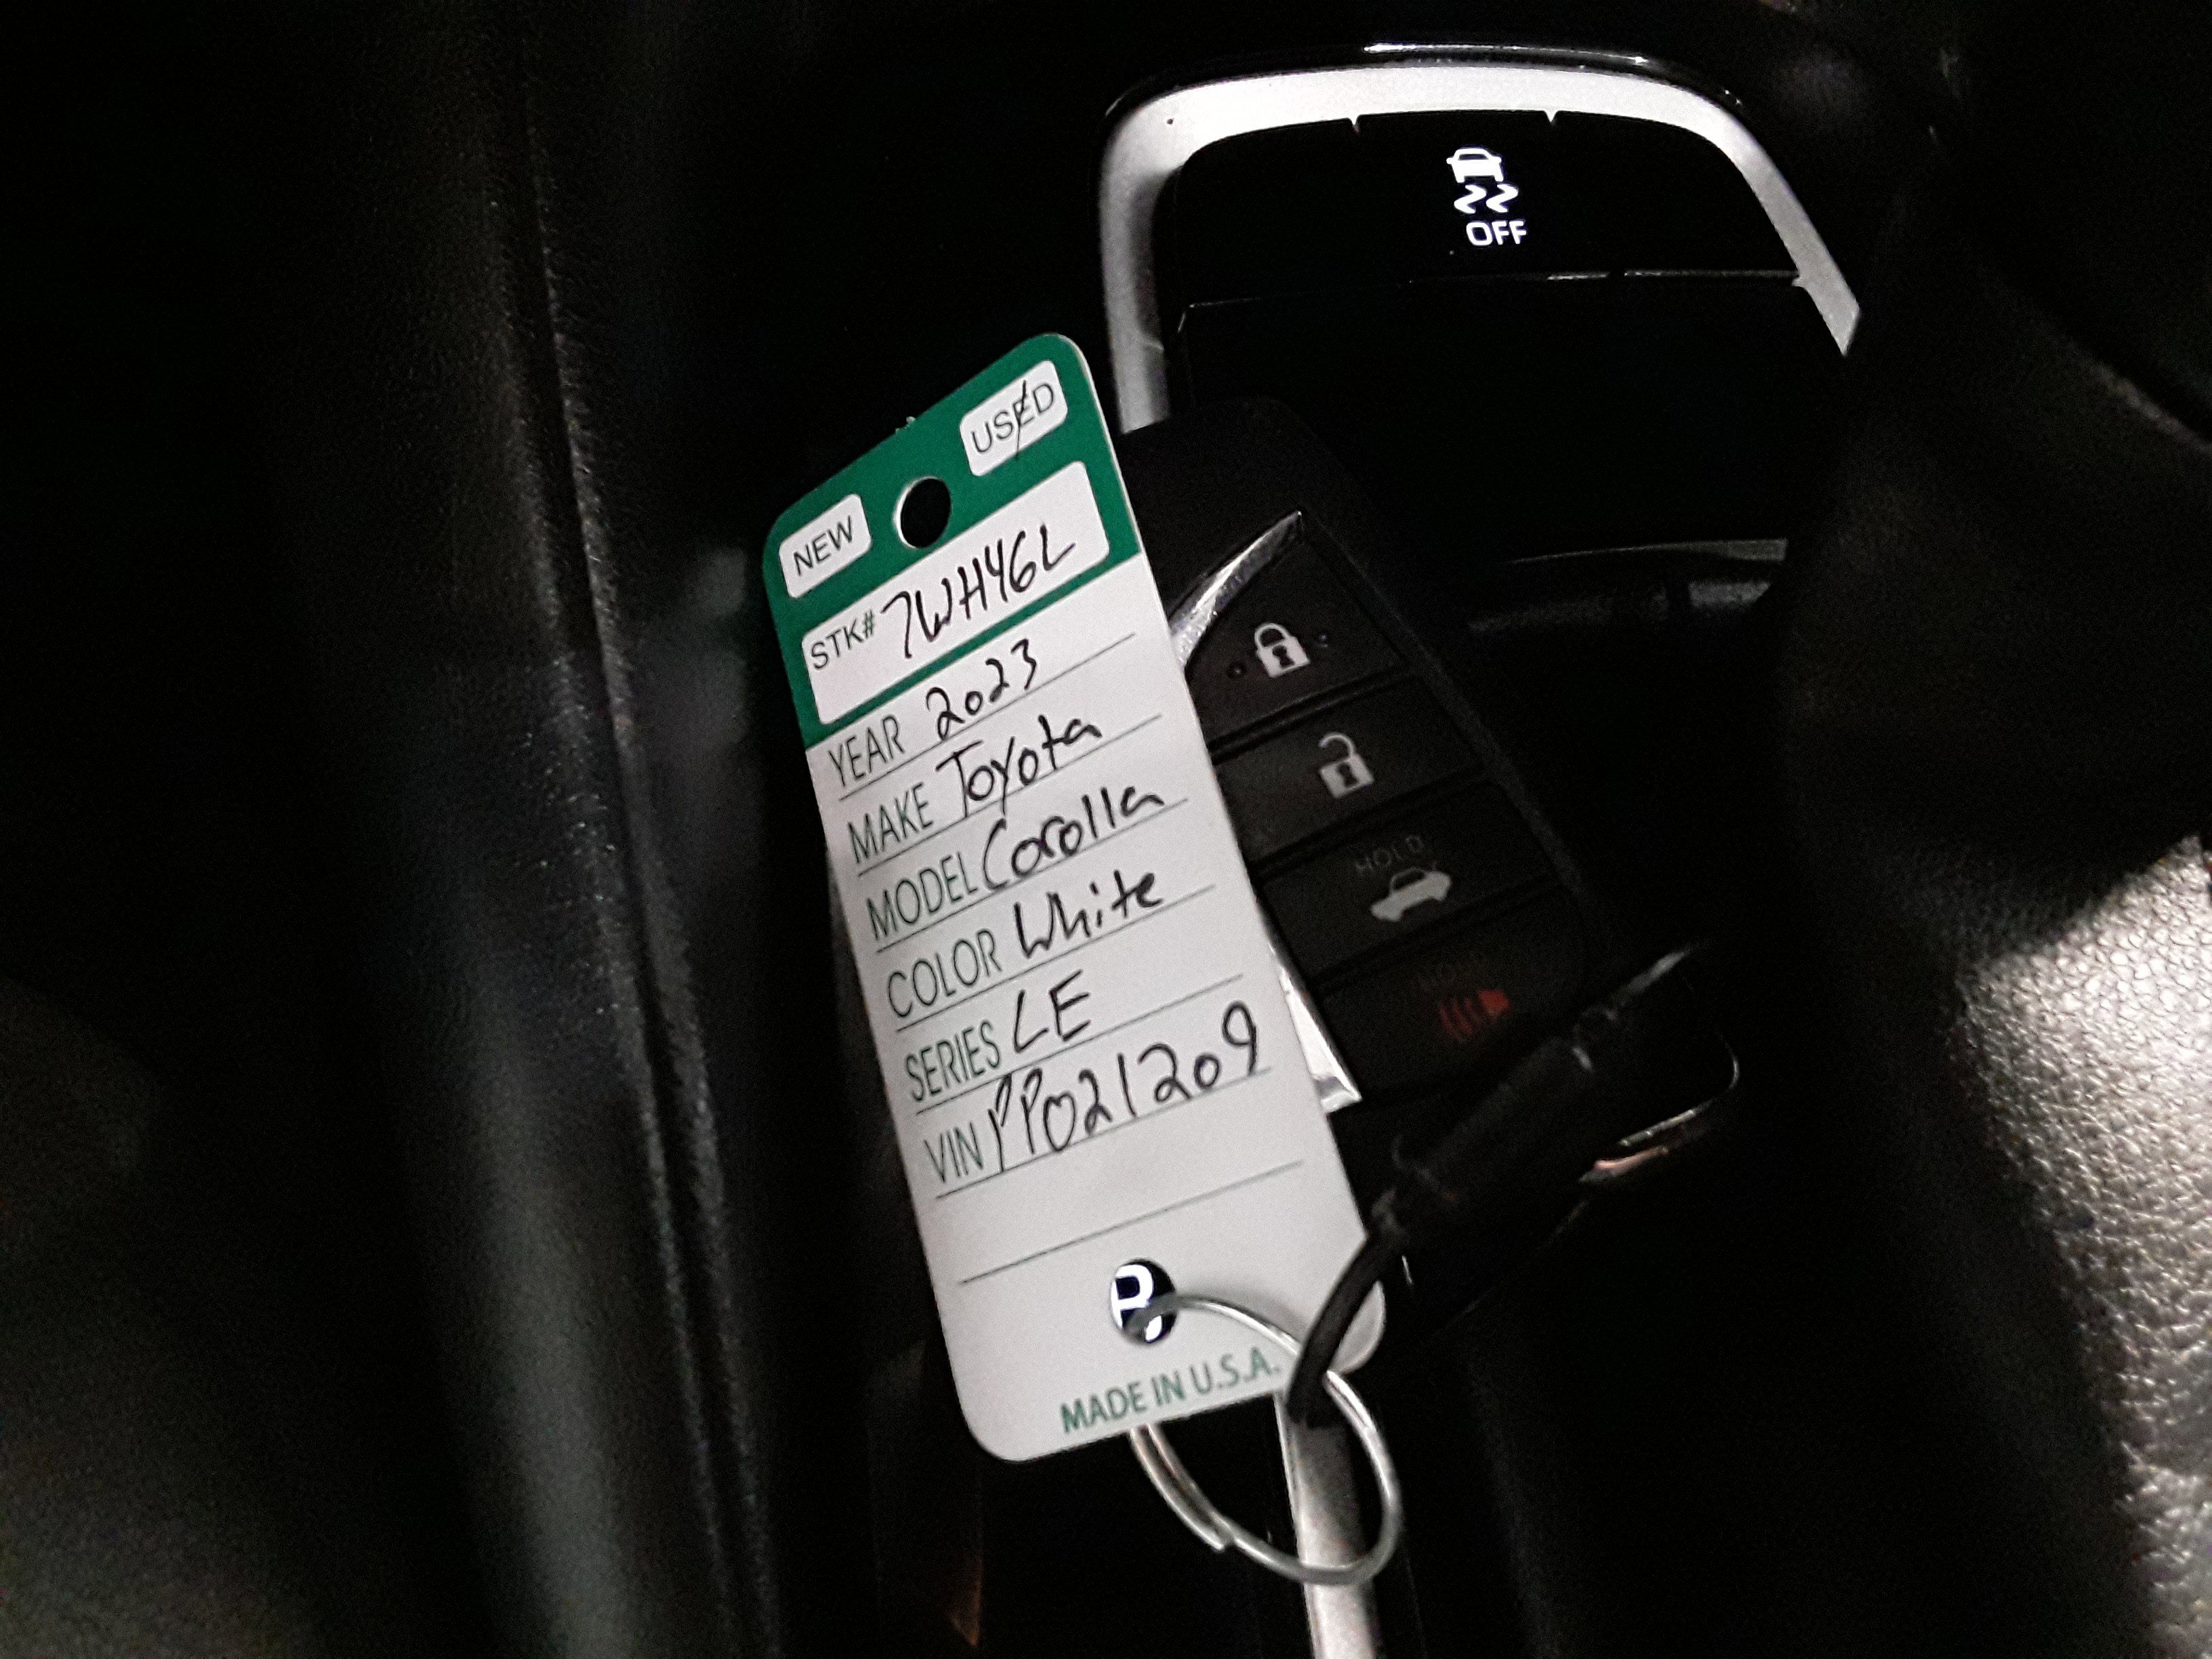 OFF
NEW USED
STK# 7WH46L
YEAR 2023
MAKE Toyota
MODEL Corolla
COLOR White
SERIES LE
VIN PP021209
MADE IN U.S.A.
HOLD
HOLD